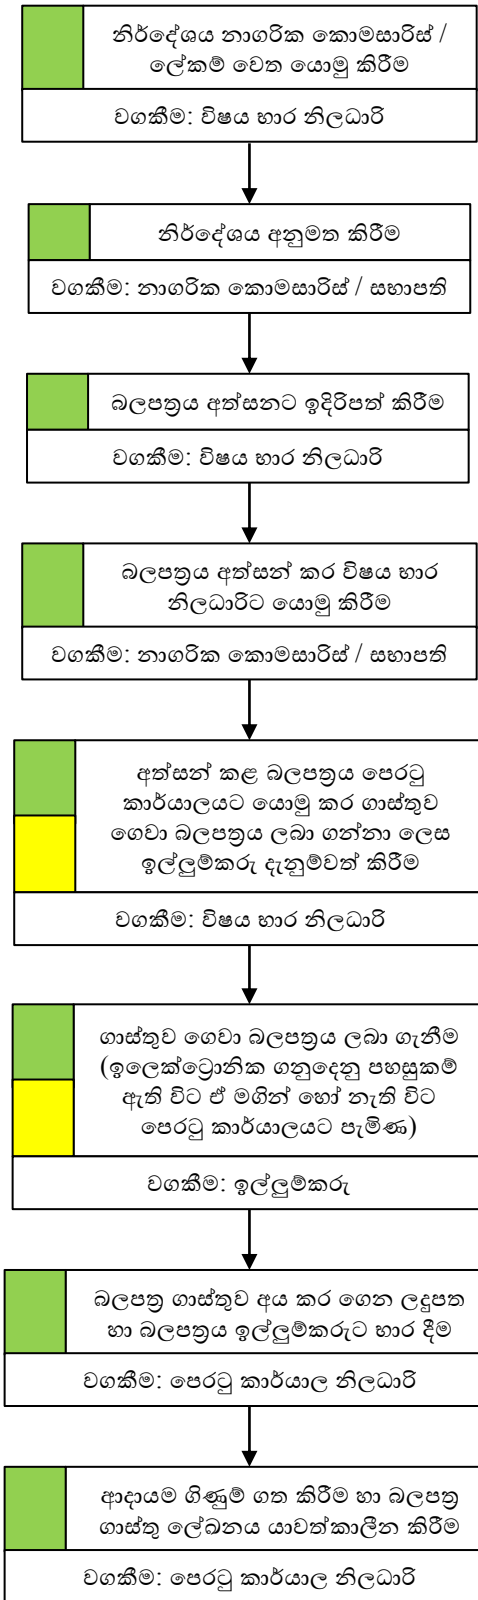 නිර්දේශය නාගරික කොමසාරිස් /
ලේකම් වෙත යොමු කිරීම
වගකීම: විෂය භාර නිලධාරි
නිර්දේශය අනුමත කිරීම
වගකීම: නාගරික කොමසාරිස් / සභාපති
බලපත්‍රය අත්සනට ඉදිරිපත් කිරීම
වගකීම: විෂය භාර නිලධාරි
බලපත්‍රය අත්සන් කර විෂය භාර
නිලධාරිට යොමු කිරීම
වගකීම: නාගරික කොමසාරිස් / සභාපති
අත්සන් කළ බලපත්‍රය පෙරටු
කාර්යාලයට යොමු කර ගාස්තුව
ගෙවා බලපත්‍රය ලබා ගන්නා ලෙස
ඉල්ලුම්කරු දැනුම්වත් කිරීම
වගකීම: විෂය භාර නිලධාරි
ගාස්තුව ගෙවා බලපත්‍රය ලබා ගැනීම
(ඉලෙක්ට්‍රොනික ගනුදෙනු පහසුකම්
ඇති විට ඒ මගින් හෝ නැති විට
පෙරටු කාර්යාලයට පැමිණ)
වගකීම: ඉල්ලුම්කරු
බලපත්‍ර ගාස්තුව අය කර ගෙන ලදුපත
හා බලපත්‍රය ඉල්ලුම්කරුට භාර දීම
වගකීම: පෙරටු කාර්යාල නිලධාරි
ආදායම ගිණුම් ගත කිරීම හා බලපත්‍ර
ගාස්තු ලේඛනය යාවත්කාලීන කිරීම
වගකීම: පෙරටු කාර්යාල නිලධාරි